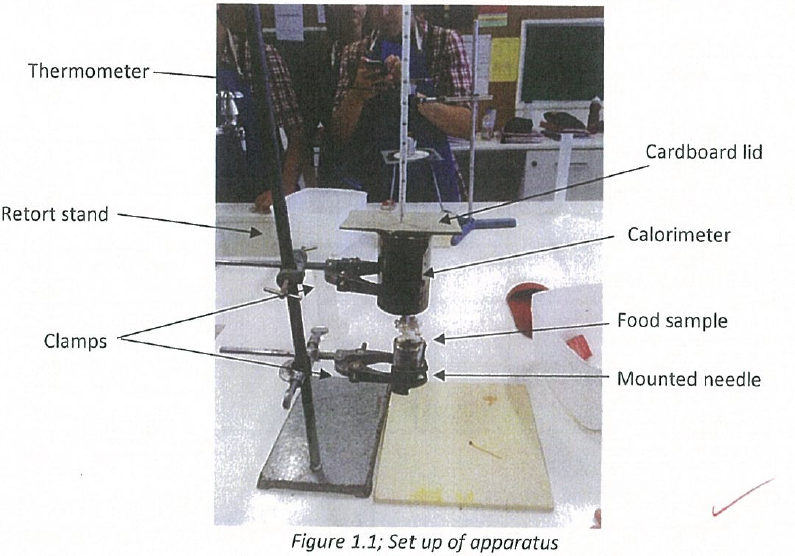 Thermometer
Cardboard lid
Retort stand
Calorimeter
Food sample
Clamps
Mounted needle
Figure 1.1; Set up of apparatus